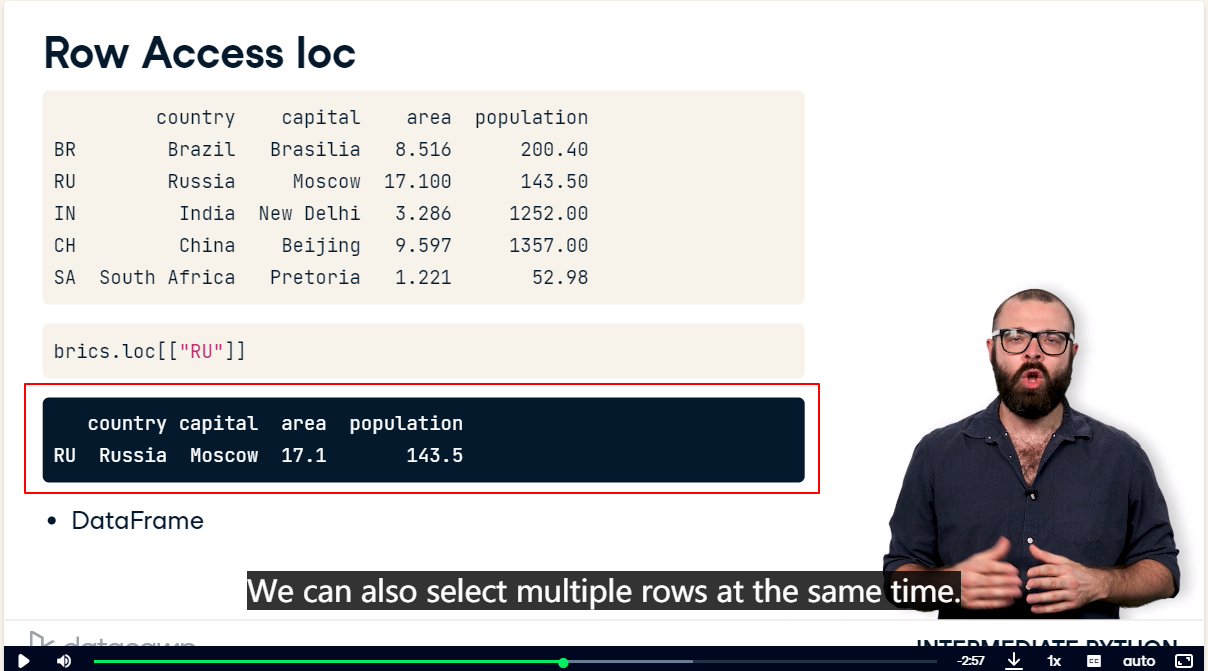 Row Access loc
country capital area population
BR Brazil Brasilia 8.516 200.40
RU Russia Moscow 17.100 143.50
IN India New Delhi 3.286 1252.00
CH China Beijing 9.597 1357.00
SA South Africa Pretoria 1.221 52.98
brics.loc[["RU"]]
country capital area population
RU Russia Moscow 17.1 143.5
• DataFrame
We can also select multiple rows at the same time.
datacamp
INTERMEDIATE PYTHON
-2:57 1x CC auto